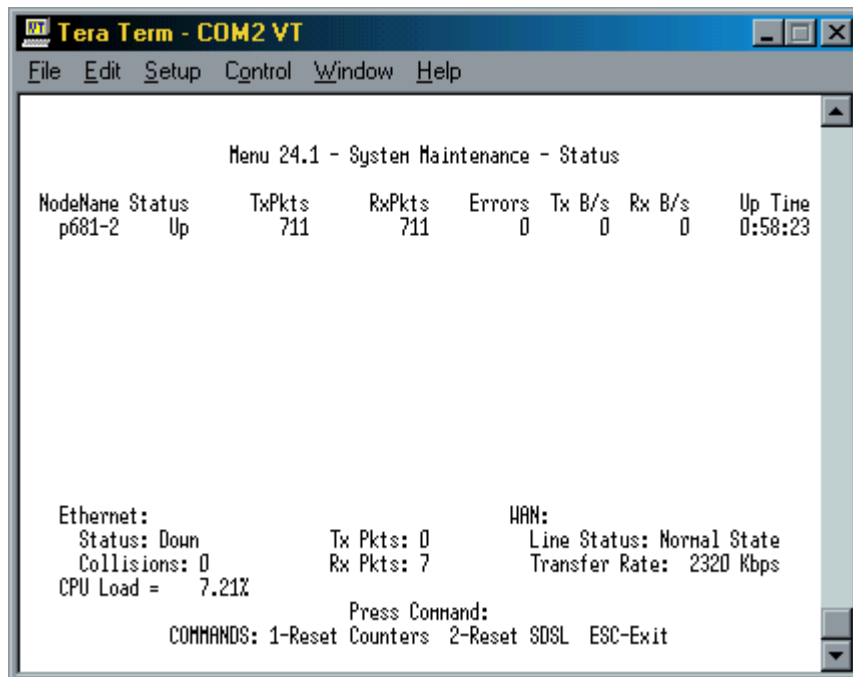 Tera Term - COM2 VT
File Edit Setup Control Window Help
Menu 24.1 - System Maintenance - Status
NodeName Status TxPkts RxPkts Errors Tx B/s Rx B/s Up Time
p681-2 Up 711 711 0 0 0 0:58:23
Ethernet: WAN:
Status: Down Tx Pkts: 0 Line Status: Normal State
Collisions: 0 Rx Pkts: 7 Transfer Rate: 2320 Kbps
CPU Load = 7.21%
Press Command:
COMMANDS: 1-Reset Counters 2-Reset SDSL ESC-Exit